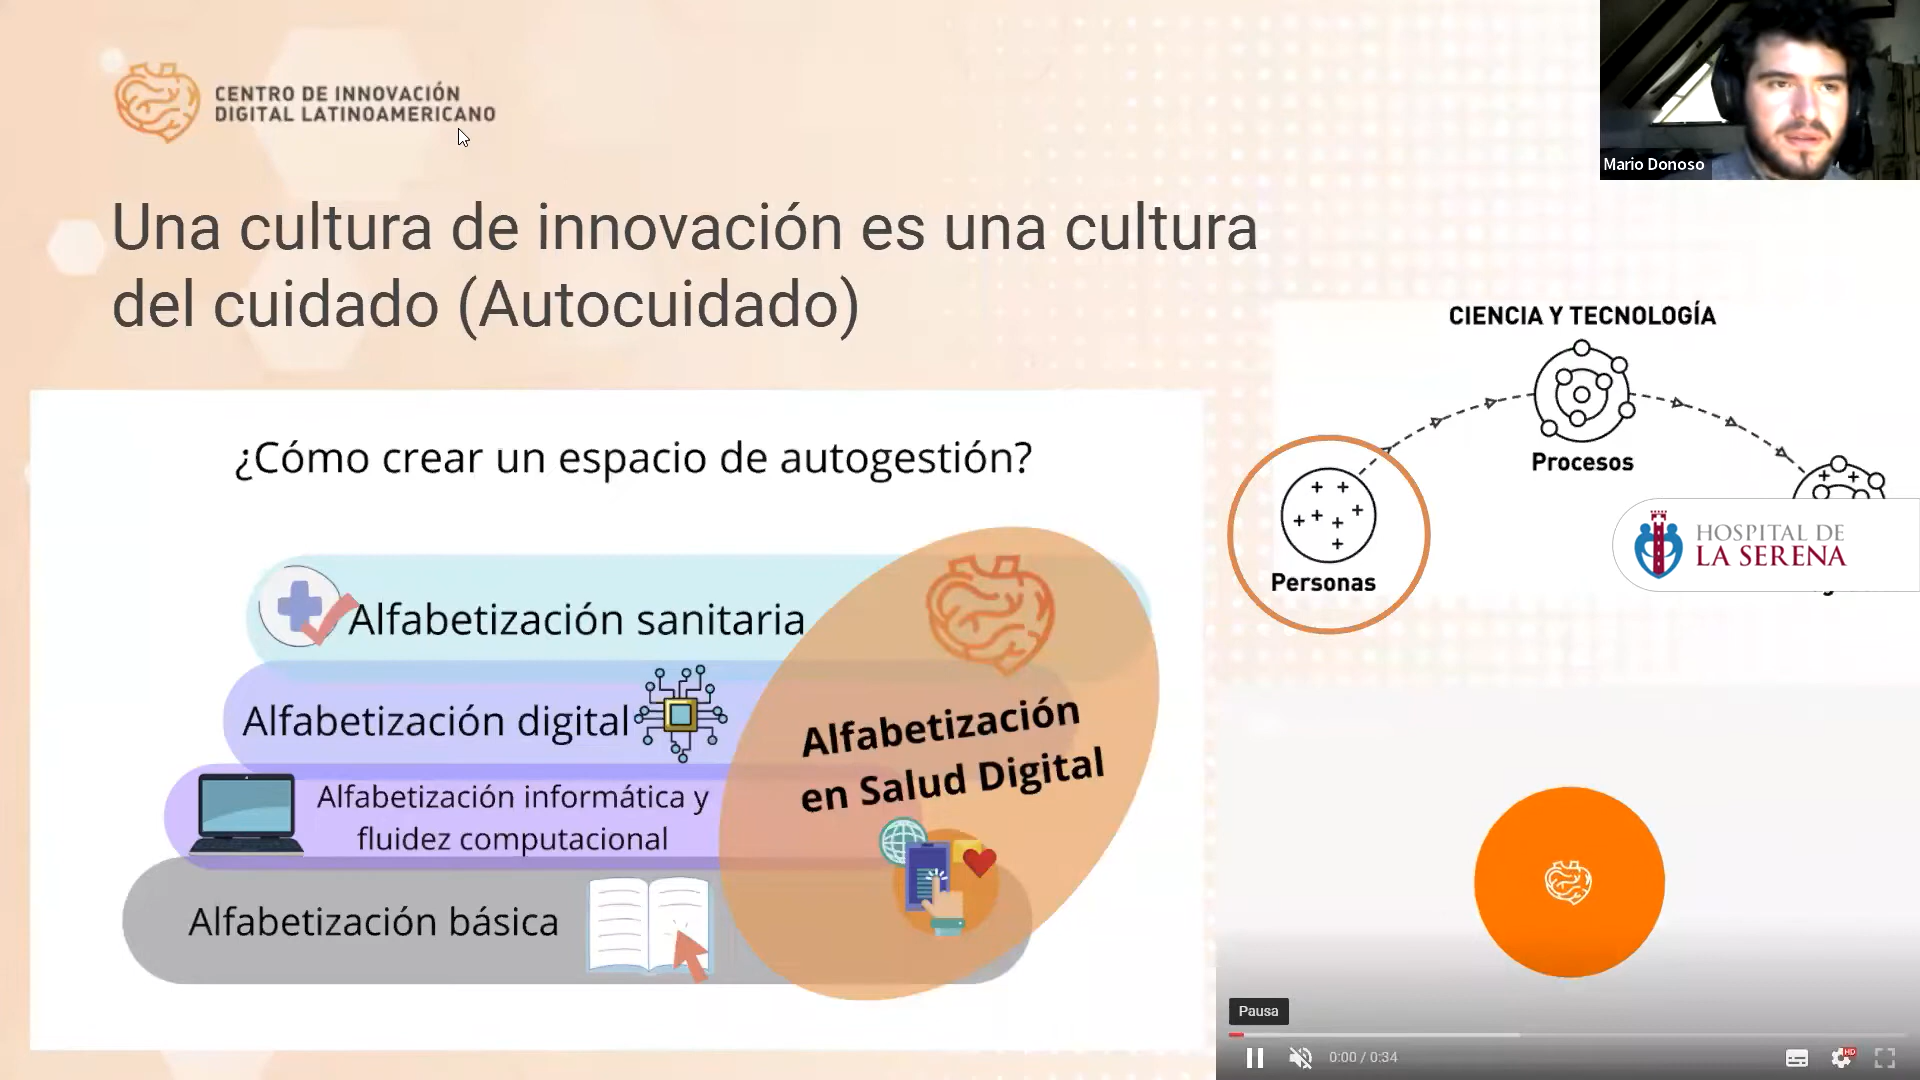 CENTRO DE INNOVACIÓN
DIGITAL LATINOAMERICANO
Mario Donoso
Una cultura de innovación es una cultura
del cuidado (Autocuidado)
CIENCIA Y TECNOLOGÍA
Procesos
Personas
HOSPITAL DE
LA SERENA
¿Cómo crear un espacio de autogestión?
Alfabetización sanitaria
Alfabetización digital
Alfabetización informática y
fluidez computacional
Alfabetización básica
Alfabetización
en Salud Digital
Pausa
0:00 / 0:34
HD